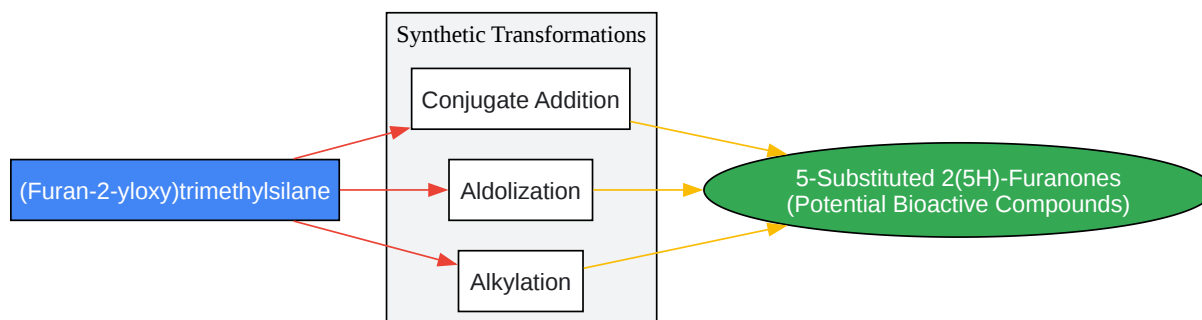 Synthetic Transformations
Conjugate Addition
(Furan-2-yloxy)trimethylsilane
Aldolization
5-Substituted 2(5H)-Furanones
(Potential Bioactive Compounds)
Alkylation